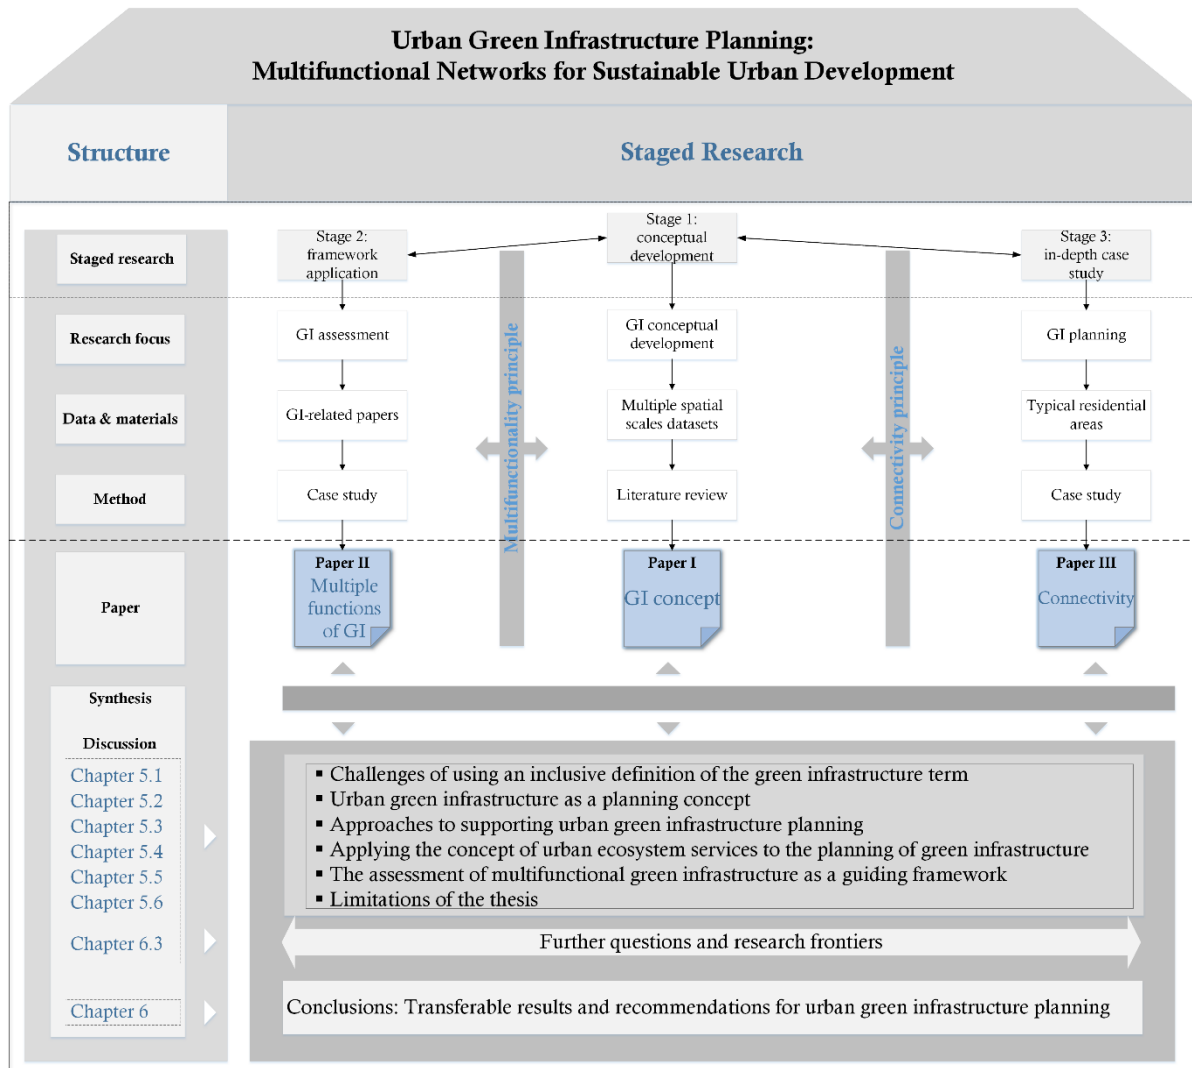 Urban Green Infrastructure Planning:
Multifunctional Networks for Sustainable Urban Development
Structure
Staged Research
Staged research
Stage 2:
framework
application
Stage 1:
conceptual
development
Stage 3:
in-depth case
study
Research focus
GI assessment
GI conceptual
development
GI planning
Data & materials
GI-related papers
Multiple spatial
scales datasets
Typical residential
areas
Method
Case study
Literature review
Case study
Multifunctionality principle
Connectivity principle
Paper
Paper II
Multiple
functions
of GI
Paper I
GI concept
Paper III
Connectivity
Synthesis
Discussion
Chapter 5.1
Chapter 5.2
Chapter 5.3
Chapter 5.4
Chapter 5.5
Chapter 5.6
Chapter 6.3
Chapter 6
▪ Challenges of using an inclusive definition of the green infrastructure term
▪ Urban green infrastructure as a planning concept
▪ Approaches to supporting urban green infrastructure planning
▪ Applying the concept of urban ecosystem services to the planning of green infrastructure
▪ The assessment of multifunctional green infrastructure as a guiding framework
▪ Limitations of the thesis
Further questions and research frontiers
Conclusions: Transferable results and recommendations for urban green infrastructure planning